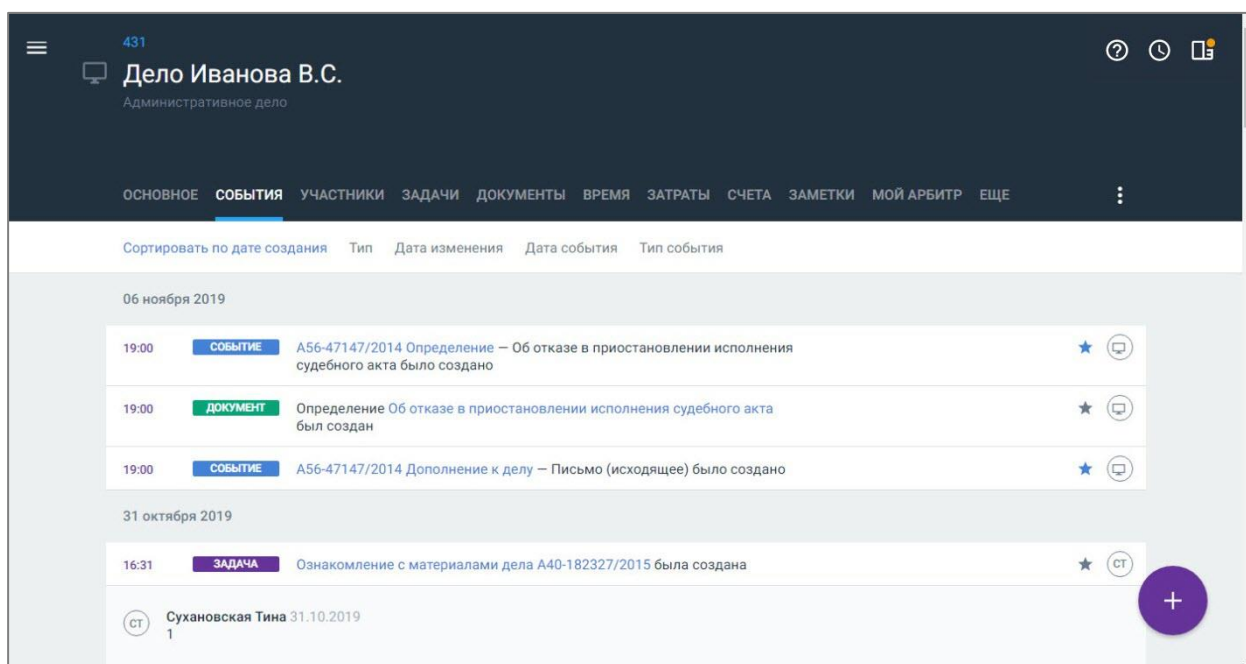 431
Дело Иванова В.С.
Административное дело
ОСНОВНОЕ СОБЫТИЯ УЧАСТНИКИ ЗАДАЧИ ДОКУМЕНТЫ ВРЕМЯ ЗАТРАТЫ СЧЕТА ЗАМЕТКИ МОЙ АРБИТР ЕЩЕ
Сортировать по дате создания Тип Дата изменения Дата события Тип события
06 ноября 2019
19:00 СОБЫТИЕ А56-47147/2014 Определение — Об отказе в приостановлении исполнения
судебного акта было создано
19:00 ДОКУМЕНТ Определение Об отказе в приостановлении исполнения судебного акта
был создан
19:00 СОБЫТИЕ А56-47147/2014 Дополнение к делу — Письмо (исходящее) было создано
31 октября 2019
16:31 ЗАДАЧА Ознакомление с материалами дела А40-182327/2015 была создана СТ
СТ Сухановская Тина 31.10.2019
1